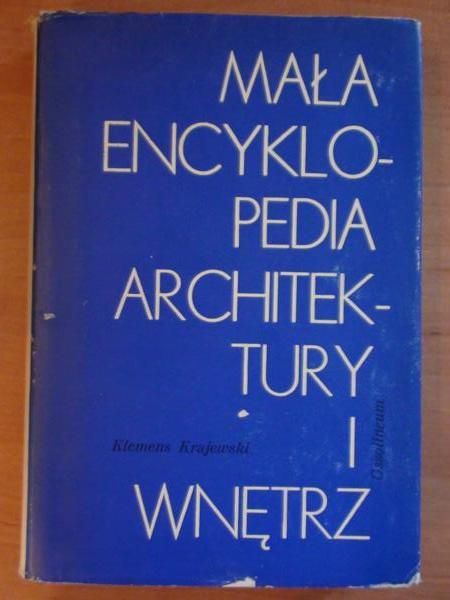 MAŁA
ENCYKLO-
PEDIA
ARCHITEK-
TURY
I
WNĘTRZ
Klemens Krajewski
Ossolineum